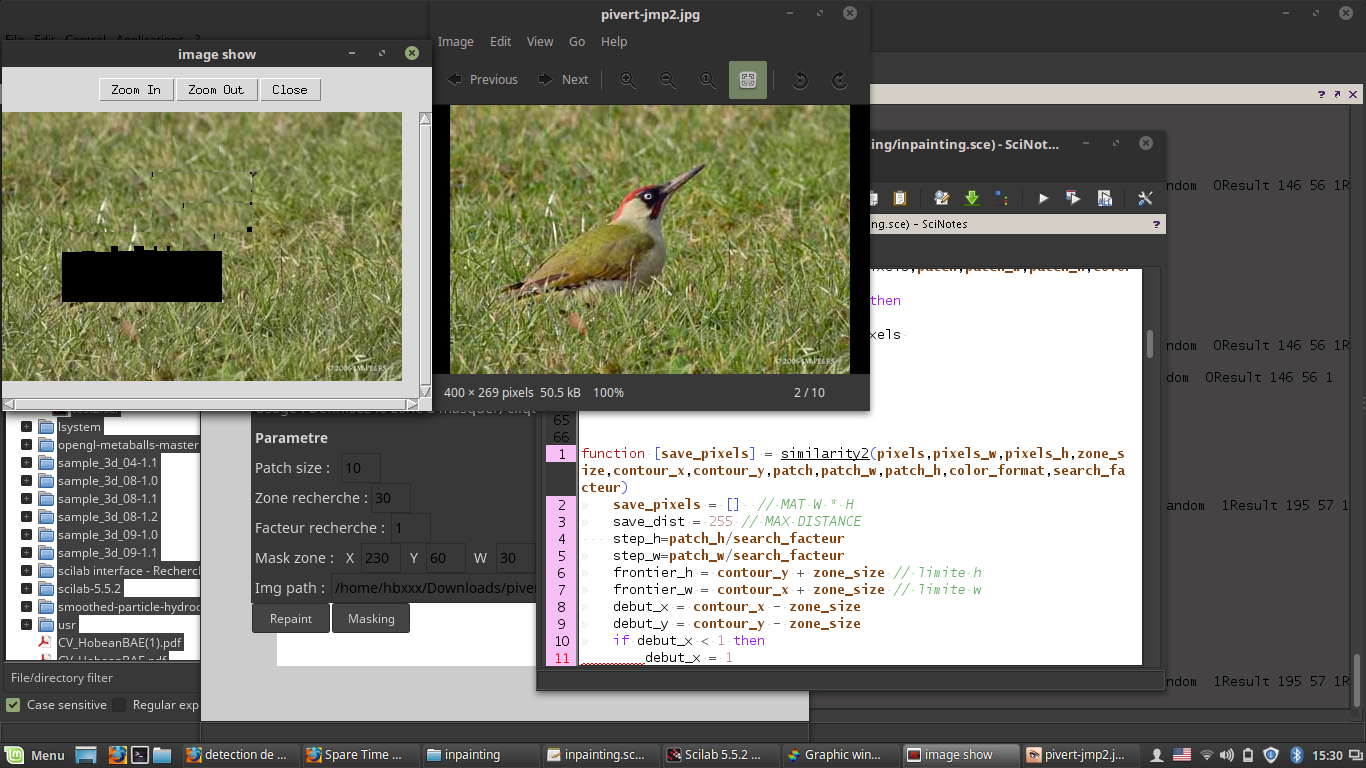 pivert-jmp2.jpg
File Edit Control Applications ?
image show
Image Edit View Go Help
Zoom In Zoom Out Close
Previous Next
© 2006 JM PEERS
© 2006 JM PEERS
400 × 269 pixels 50.5 kB 100% 2 / 10
ing/inpainting.sce) - SciNot...
ng.sce) - SciNotes
ndom 0Result 146 56 1R
then
xels
ndom 0Result 146 56 1R
dom 0Result 146 56 1
lsystem
opengl-metaballs-master
sample_3d_04-1.1
sample_3d_08-1.0
sample_3d_08-1.1
sample_3d_08-1.2
sample_3d_09-1.0
sample_3d_09-1.1
scilab interface - Recherc
scilab-5.5.2
smoothed-particle-hydro
usr
CV_HobeanBAE(1).pdf
CV_HobeanBAE.pdf
File/directory filter
Case sensitive Regular exp
Parametre
Patch size : 10
Zone recherche : 30
Facteur recherche : 1
Mask zone : X 230 Y 60 W 30
Img path : /home/hbxxx/Downloads/piver
Repaint Masking
65
66
1 function [save_pixels] = similarity2(pixels,pixels_w,pixels_h,zone_s
ize,contour_x,contour_y,patch,patch_w,patch_h,color_format,search_fa
cteur)
2 save_pixels = [] // MAT W * H
3 save_dist = 255 // MAX DISTANCE
4 step_h=patch_h/search_facteur
5 step_w=patch_w/search_facteur
6 frontier_h = contour_y + zone_size // limite h
7 frontier_w = contour_x + zone_size // limite w
8 debut_x = contour_x - zone_size
9 debut_y = contour_y - zone_size
10 if debut_x < 1 then
11 debut_x = 1
andom 1Result 195 57 1
ndom 1Result 195 57 1R
Menu detection de ... Spare Time ... inpainting inpainting.sc... Scilab 5.5.2 ... Graphic win... image show pivert-jmp2.j... 15:30